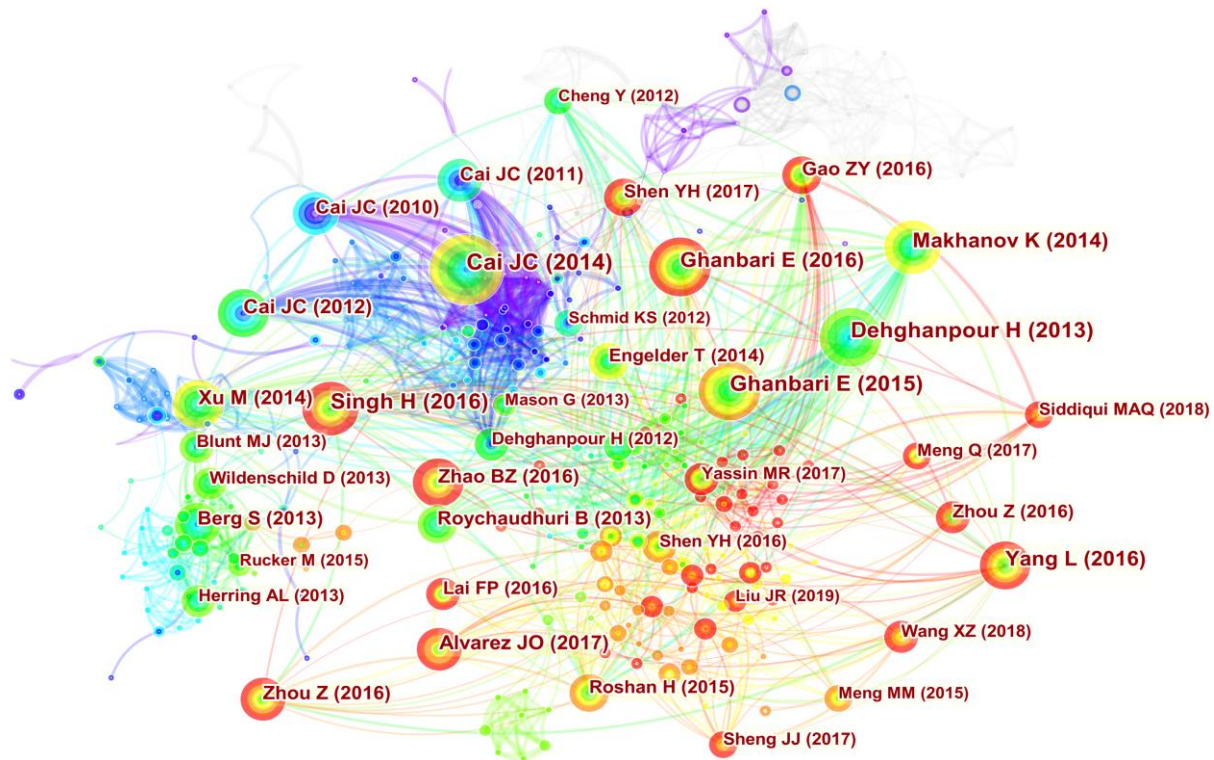 Cheng Y (2012)
Cai JC (2011)
Gao ZY (2016)
Shen YH (2017)
Cai JC (2010)
Makhanov K (2014)
Cai JC (2014)
Ghanbari E (2016)
Cai JC (2012)
Schmid KS (2012)
Dehghanpour H (2013)
Engelder T (2014)
Ghanbari E (2015)
Xu M (2014)
Singh H (2016)
Mason G (2013)
Siddiqui MAQ (2018)
Blunt MJ (2013)
Dehghanpour H (2012)
Meng Q (2017)
Wildenschild D (2013)
Zhao BZ (2016)
Yassin MR (2017)
Zhou Z (2016)
Berg S (2013)
Roychaudhuri B (2013)
Shen YH (2016)
Rucker M (2015)
Yang L (2016)
Lai FP (2016)
Herring AL (2013)
Liu JR (2019)
Wang XZ (2018)
Alvarez JO (2017)
Zhou Z (2016)
Roshan H (2015)
Meng MM (2015)
Sheng JJ (2017)